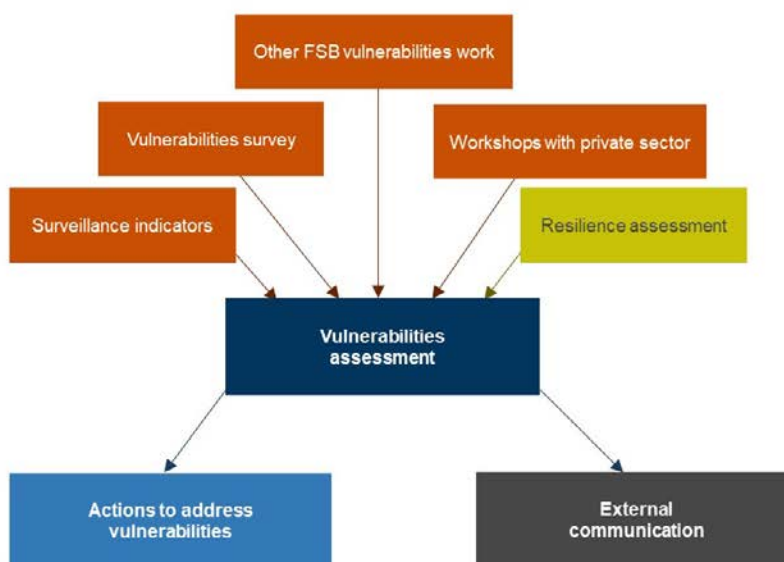 Other FSB vulnerabilities work
Vulnerabilities survey
Workshops with private sector
Surveillance indicators
Resilience assessment
Vulnerabilities
assessment
Actions to address
vulnerabilities
External
communication